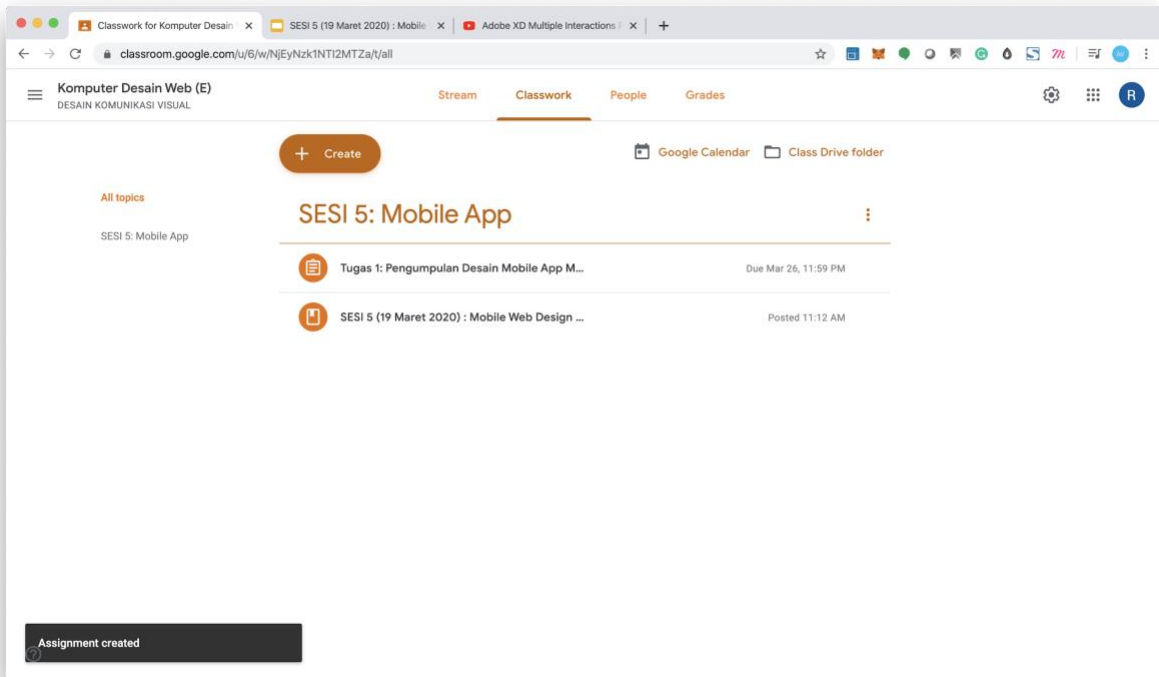 Classwork for Komputer Desain
SESI 5 (19 Maret 2020) : Mobile
Adobe XD Multiple Interactions
classroom.google.com/u/6/w/NjEyNzk1NTI2MTZa/t/all
Komputer Desain Web (E)
DESAIN KOMUNIKASI VISUAL
Stream
Classwork
People
Grades
R
Create
Google Calendar
Class Drive folder
All topics
SESI 5: Mobile App
SESI 5: Mobile App
Tugas 1: Pengumpulan Desain Mobile App M...
Due Mar 26, 11:59 PM
SESI 5 (19 Maret 2020) : Mobile Web Design ...
Posted 11:12 AM
Assignment created